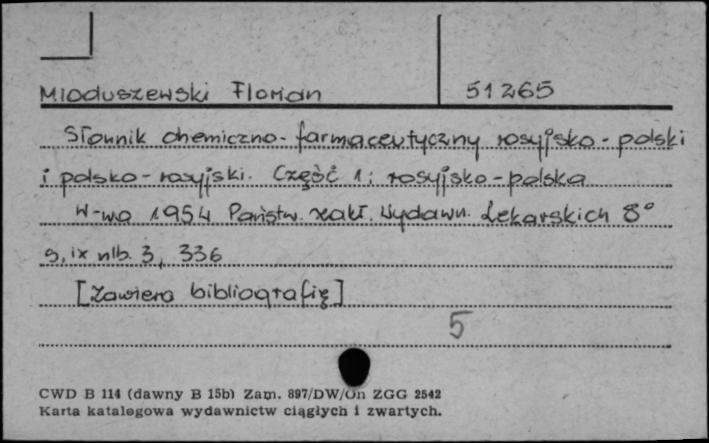 Mioduszewski Florian 51265
Słownik chemiczno-farmaceutyczny rosyjsko-polski
i polsko-rosyjski. Część 1: rosyjsko-polska
W-wa 1954 Państw. Zakł. Wydawn. Lekarskich 8°
s, ix nlb. 3, 336
[Zawiera bibliografię]
5
CWD B 114 (dawny B 15b) Zam. 897/DW/On ZGG 2542
Karta katalogowa wydawnictw ciągłych i zwartych.